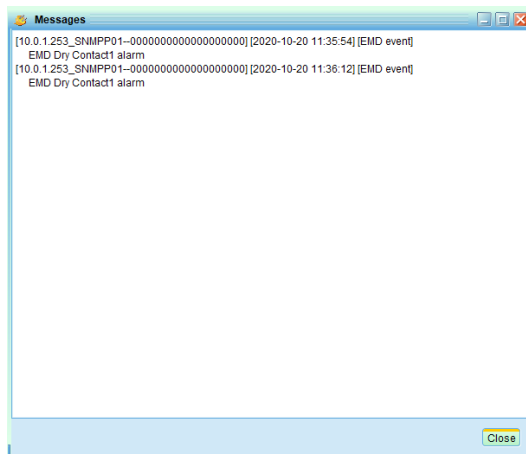 Messages
[10.0.1.253_SNMPP01--0000000000000000000] [2020-10-20 11:35:54] [EMD event]
EMD Dry Contact1 alarm
[10.0.1.253_SNMPP01--0000000000000000000] [2020-10-20 11:36:12] [EMD event]
EMD Dry Contact1 alarm
Close